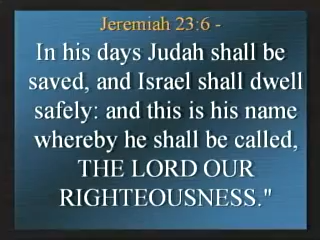 Jeremiah 23:6 -
In his days Judah shall be
saved, and Israel shall dwell
safely: and this is his name
whereby he shall be called,
THE LORD OUR
RIGHTEOUSNESS."